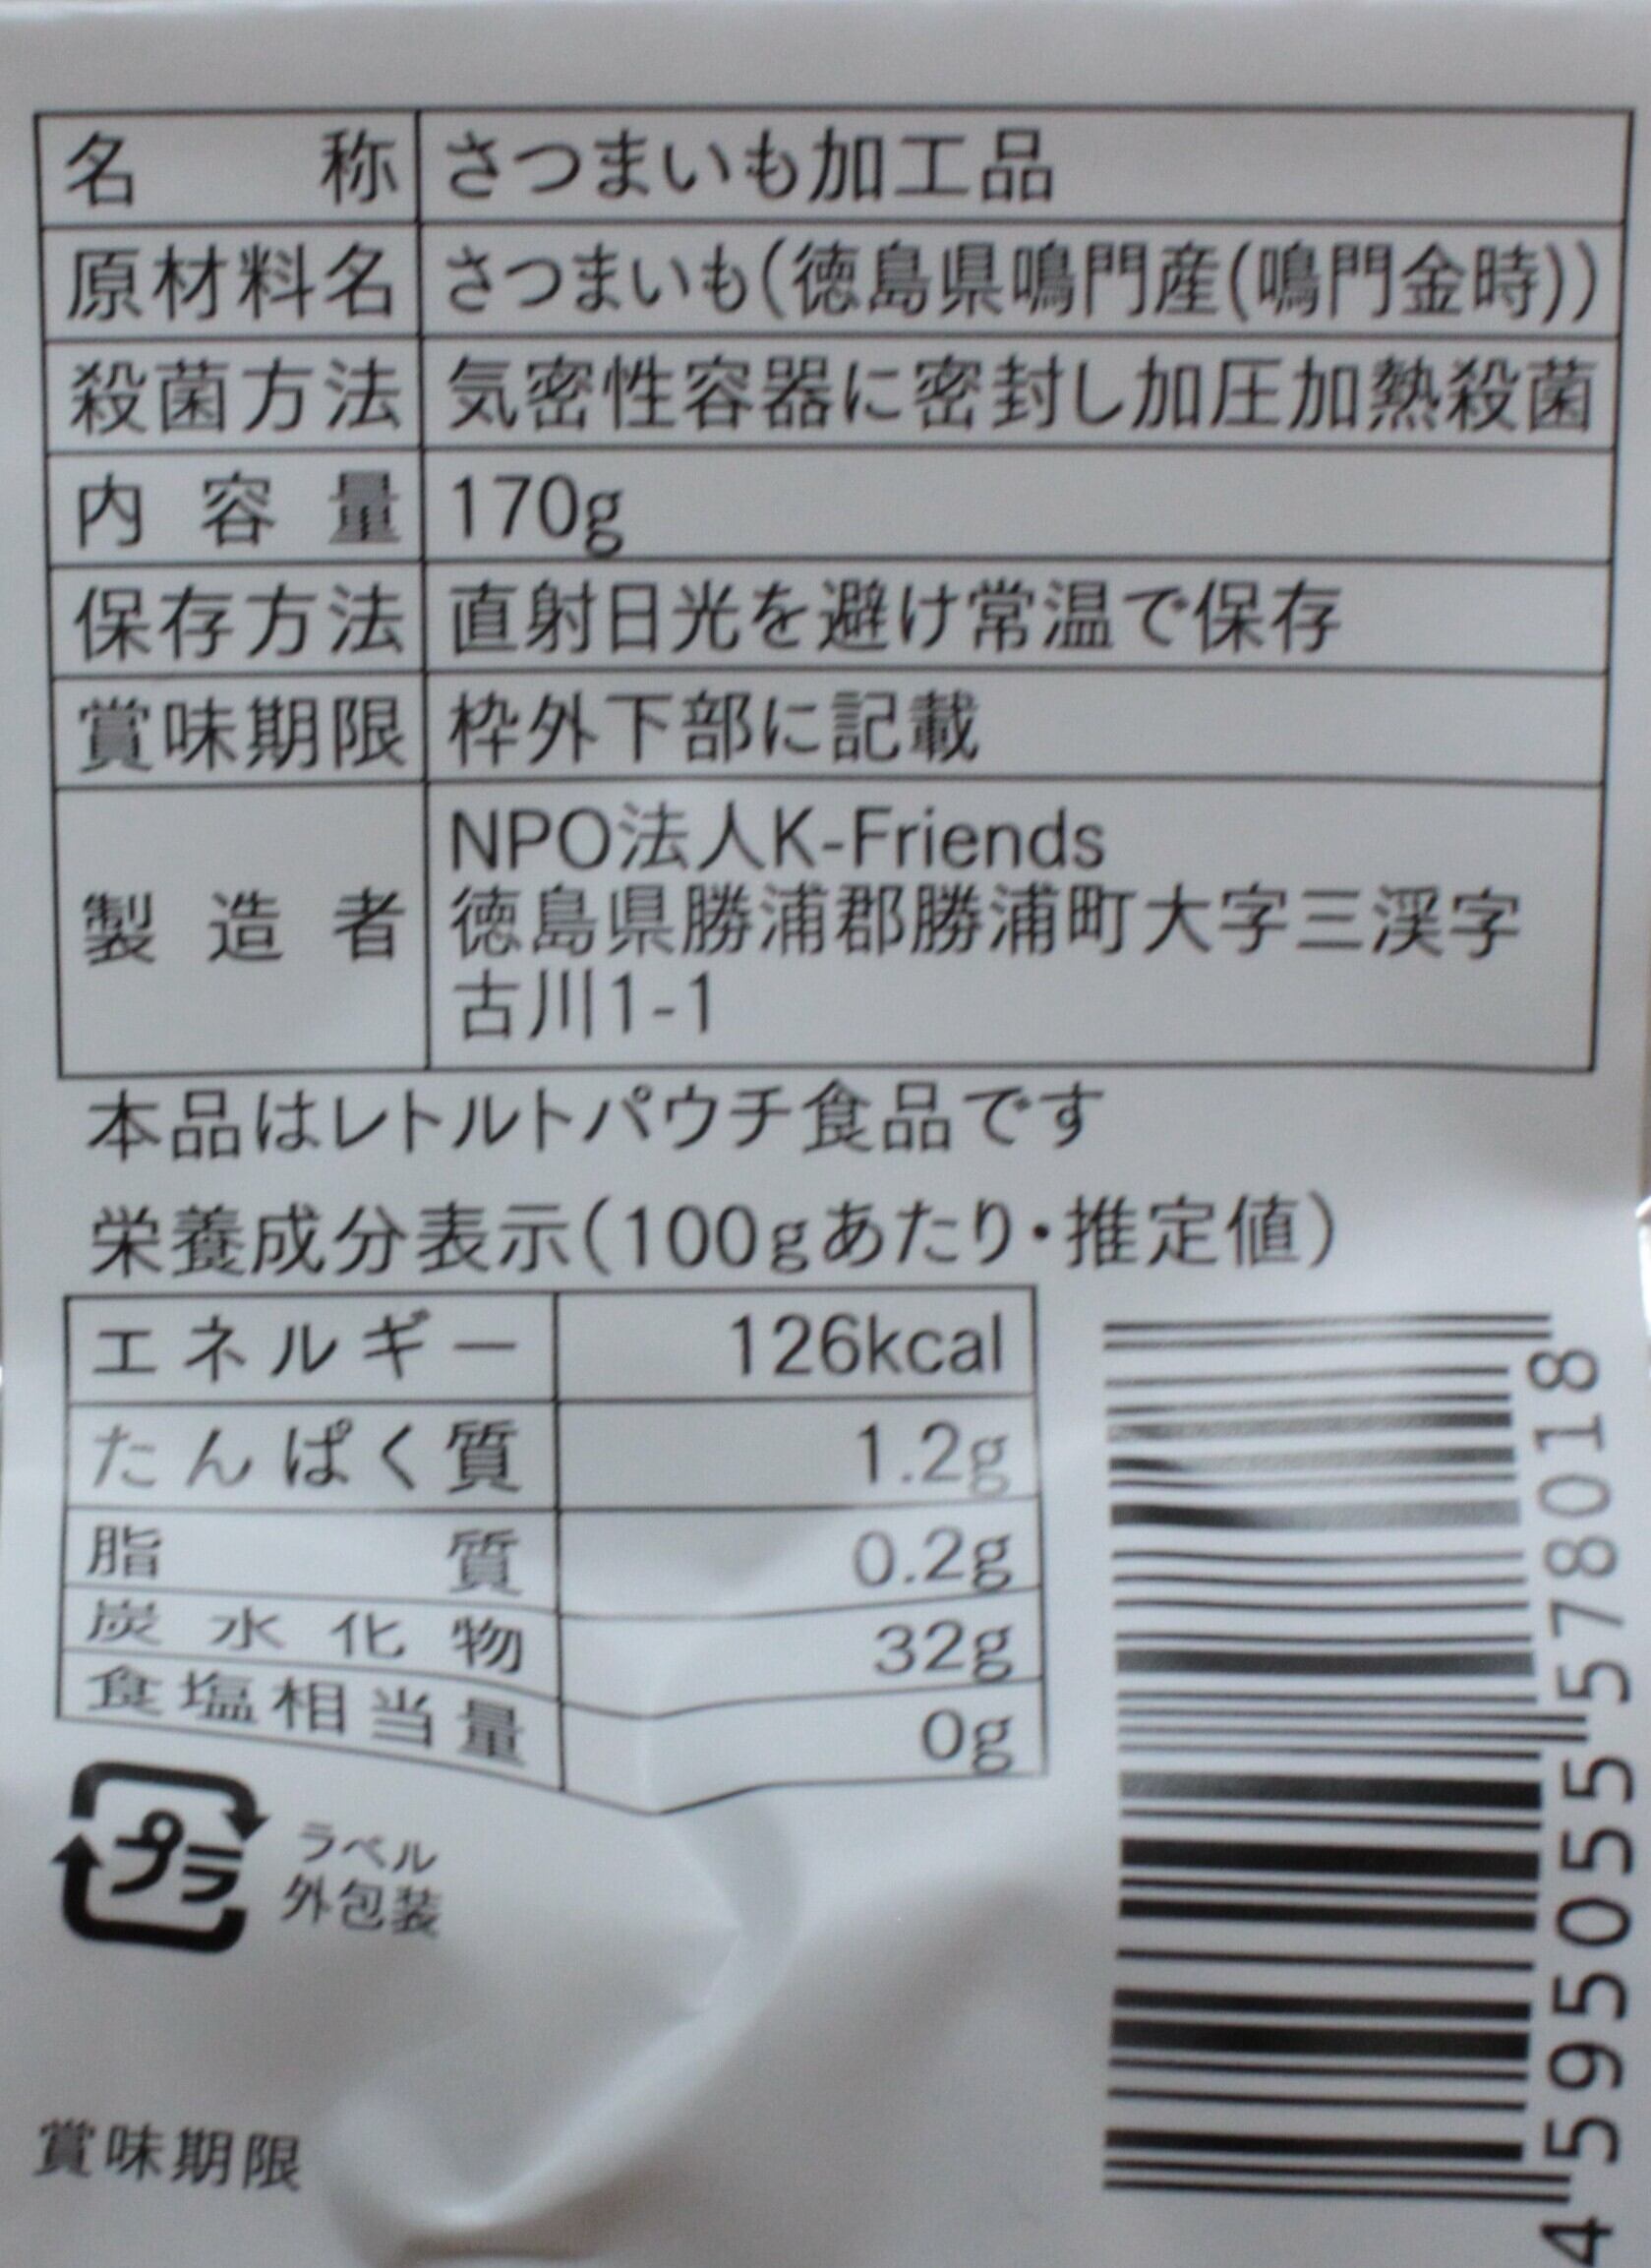 名称 さつまいも加工品
原材料名 さつまいも(徳島県鳴門産(鳴門金時))
殺菌方法 気密性容器に密封し加圧加熱殺菌
内容量 170g
保存方法 直射日光を避け常温で保存
賞味期限 枠外下部に記載
製造者 NPO法人K-Friends
徳島県勝浦郡勝浦町大字三渓字
古川1-1
本品はレトルトパウチ食品です
栄養成分表示(100gあたり・推定値)
エネルギー 126kcal
たんぱく質 1.2g
脂質 0.2g
炭水化物 32g
食塩相当量 0g
プラ
ラベル
外包装
賞味期限
4595055578018